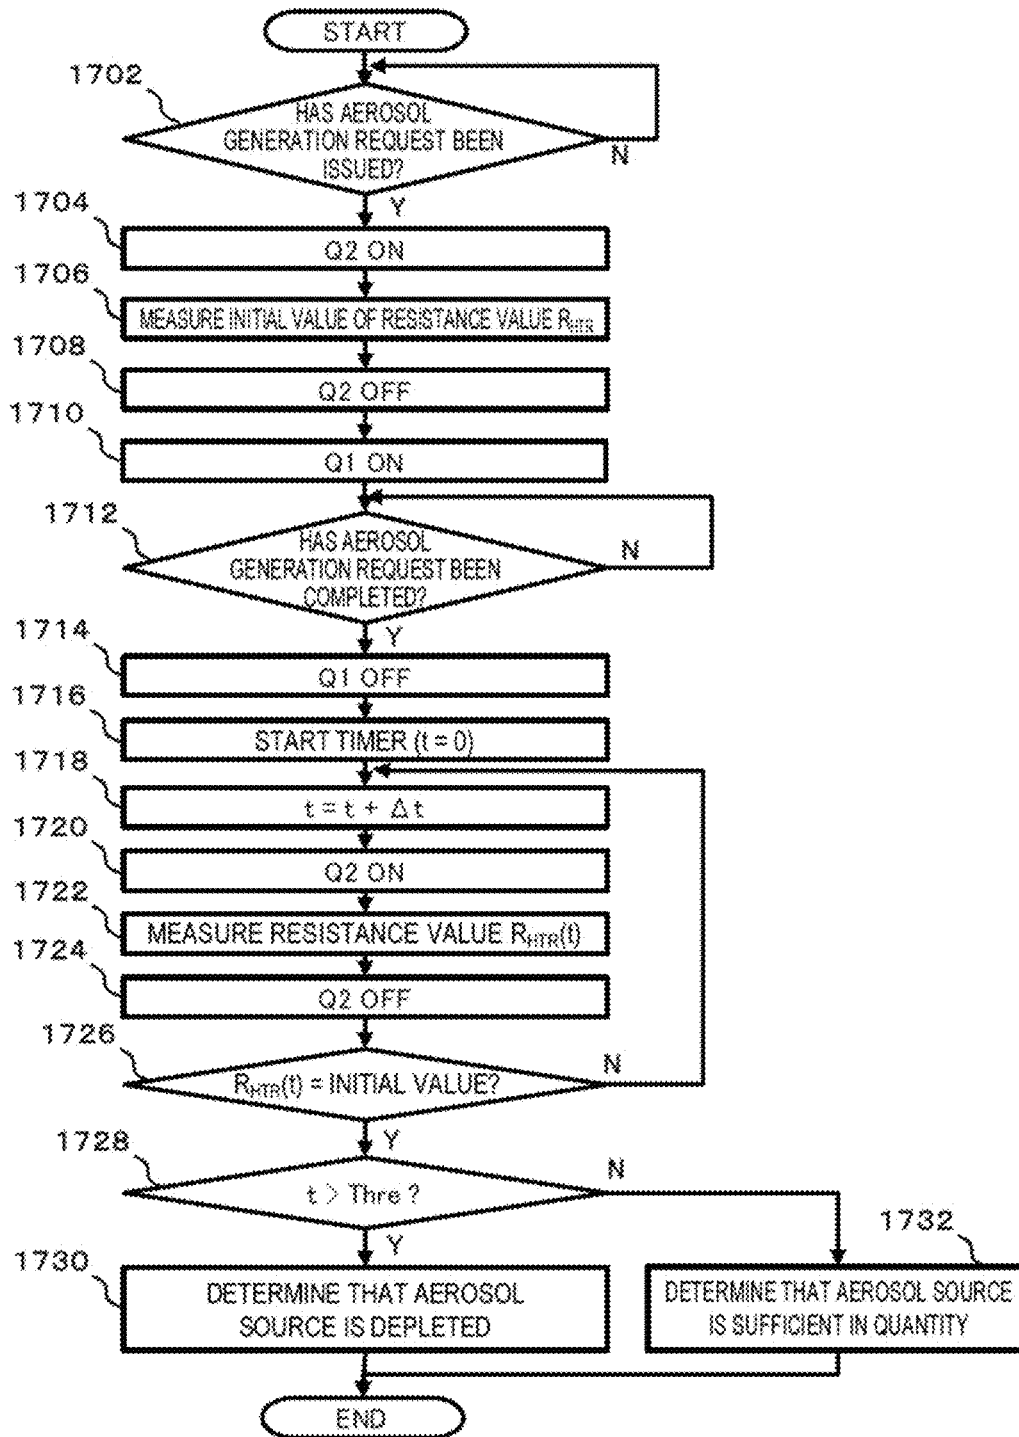 START
1702
HAS AEROSOL
GENERATION REQUEST BEEN
ISSUED?
N
Y
1704
Q2 ON
1706
MEASURE INITIAL VALUE OF RESISTANCE VALUE R_HTR
1708
Q2 OFF
1710
Q1 ON
1712
HAS AEROSOL
GENERATION REQUEST BEEN
COMPLETED?
N
Y
1714
Q1 OFF
1716
START TIMER (t = 0)
1718
t = t + Δt
1720
Q2 ON
1722
MEASURE RESISTANCE VALUE R_HTR(t)
1724
Q2 OFF
1726
R_HTR(t) = INITIAL VALUE?
N
Y
1728
t > Thre ?
N
Y
1730
DETERMINE THAT AEROSOL
SOURCE IS DEPLETED
1732
DETERMINE THAT AEROSOL SOURCE
IS SUFFICIENT IN QUANTITY
END